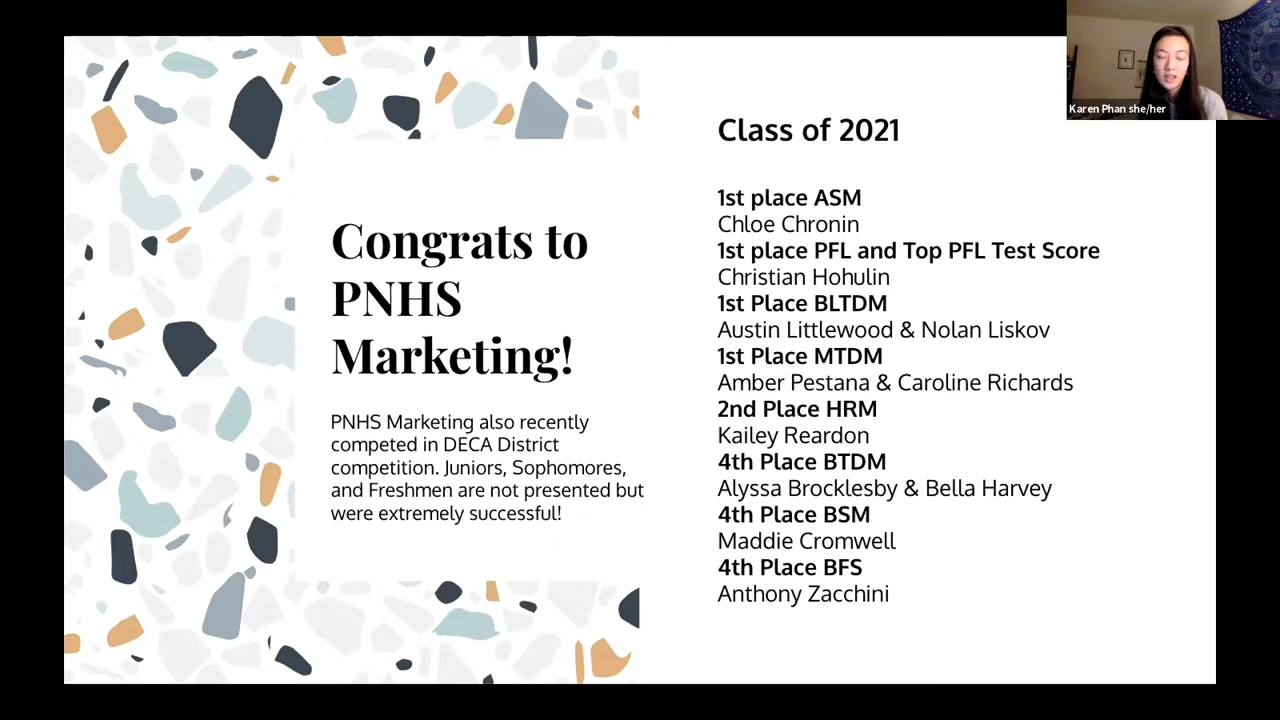 Karen Phan she/her
Congrats to
PNHS
Marketing!
PNHS Marketing also recently
competed in DECA District
competition. Juniors, Sophomores,
and Freshmen are not presented but
were extremely successful!
Class of 2021
1st place ASM
Chloe Chronin
1st place PFL and Top PFL Test Score
Christian Hohulin
1st Place BLTDM
Austin Littlewood & Nolan Liskov
1st Place MTDM
Amber Pestana & Caroline Richards
2nd Place HRM
Kailey Reardon
4th Place BTDM
Alyssa Brocklesby & Bella Harvey
4th Place BSM
Maddie Cromwell
4th Place BFS
Anthony Zacchini